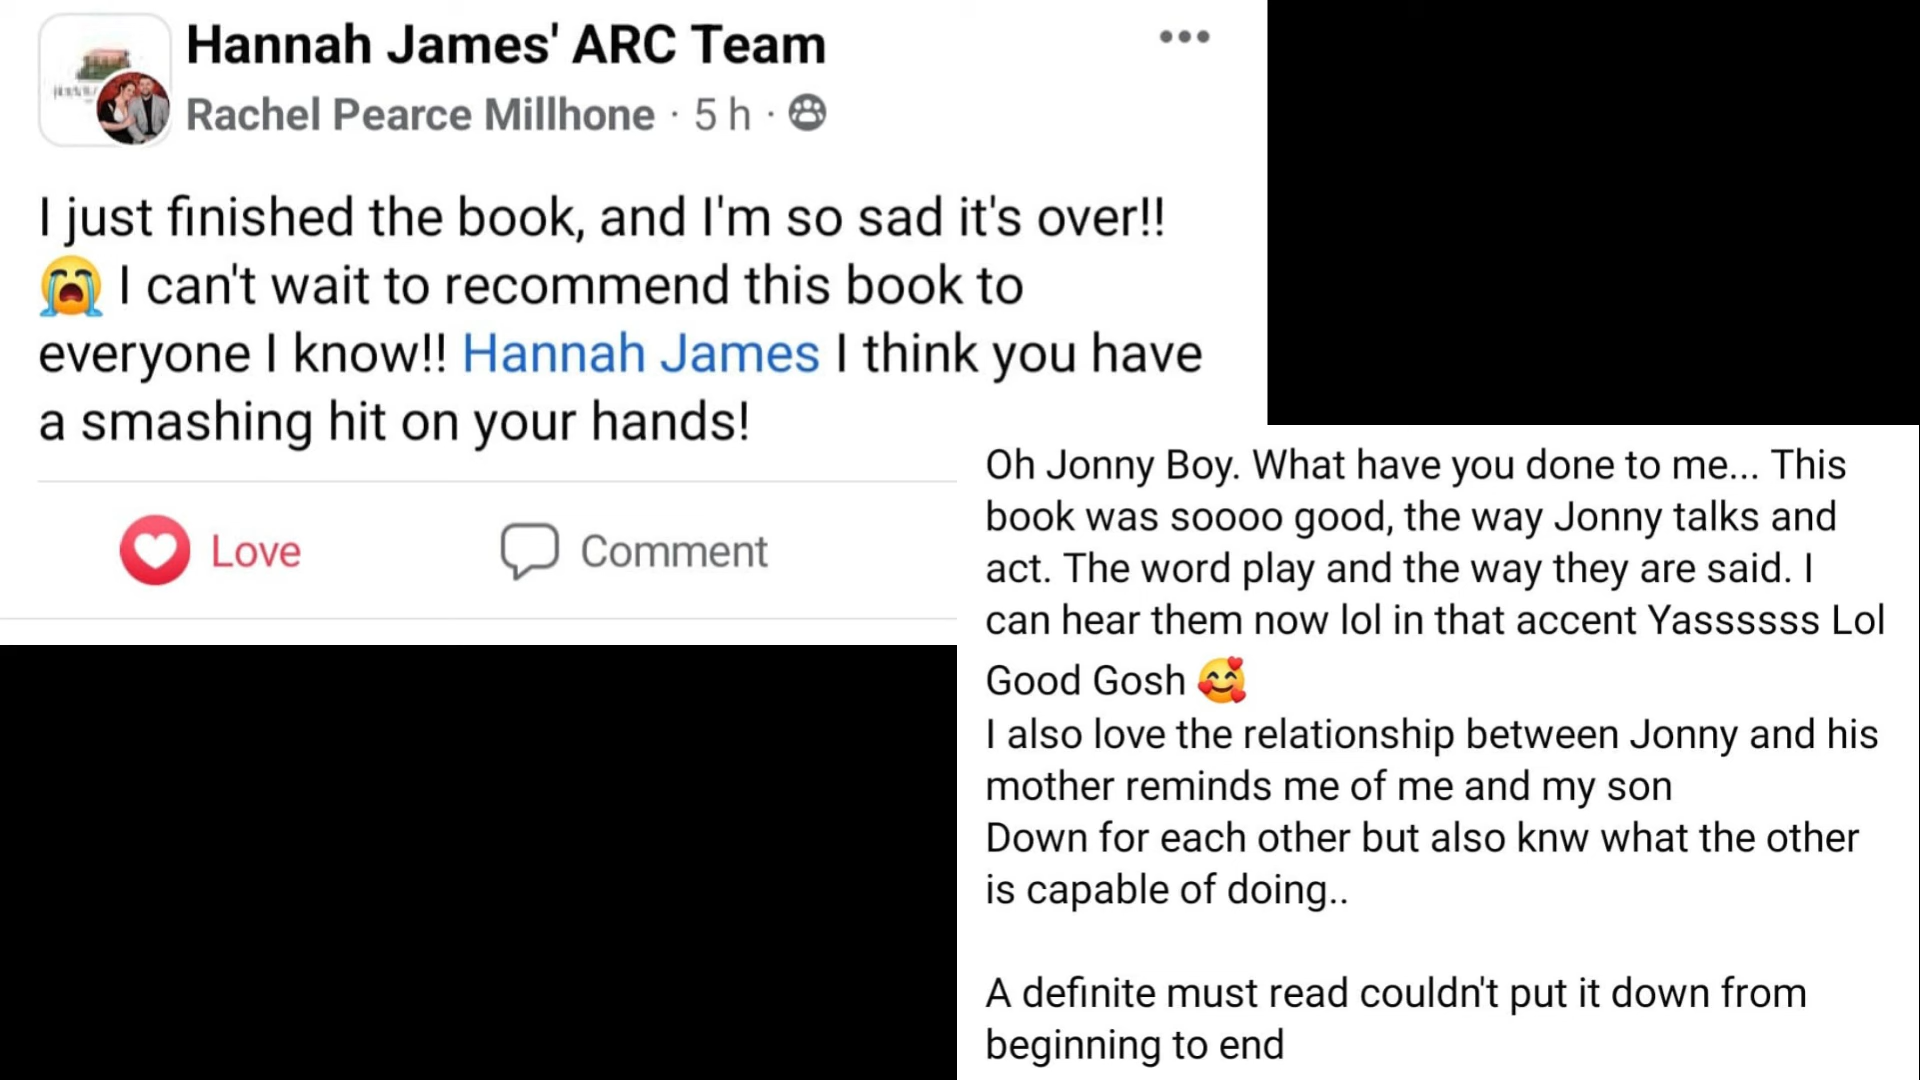 Hannah James' ARC Team
Rachel Pearce Millhone · 5 h ·
I just finished the book, and I'm so sad it's over!!
😭 I can't wait to recommend this book to
everyone I know!! Hannah James I think you have
a smashing hit on your hands!
Love
Comment
Oh Jonny Boy. What have you done to me... This
book was soooo good, the way Jonny talks and
act. The word play and the way they are said. I
can hear them now lol in that accent Yassssss Lol
Good Gosh 🥰
I also love the relationship between Jonny and his
mother reminds me of me and my son
Down for each other but also knw what the other
is capable of doing..
A definite must read couldn't put it down from
beginning to end